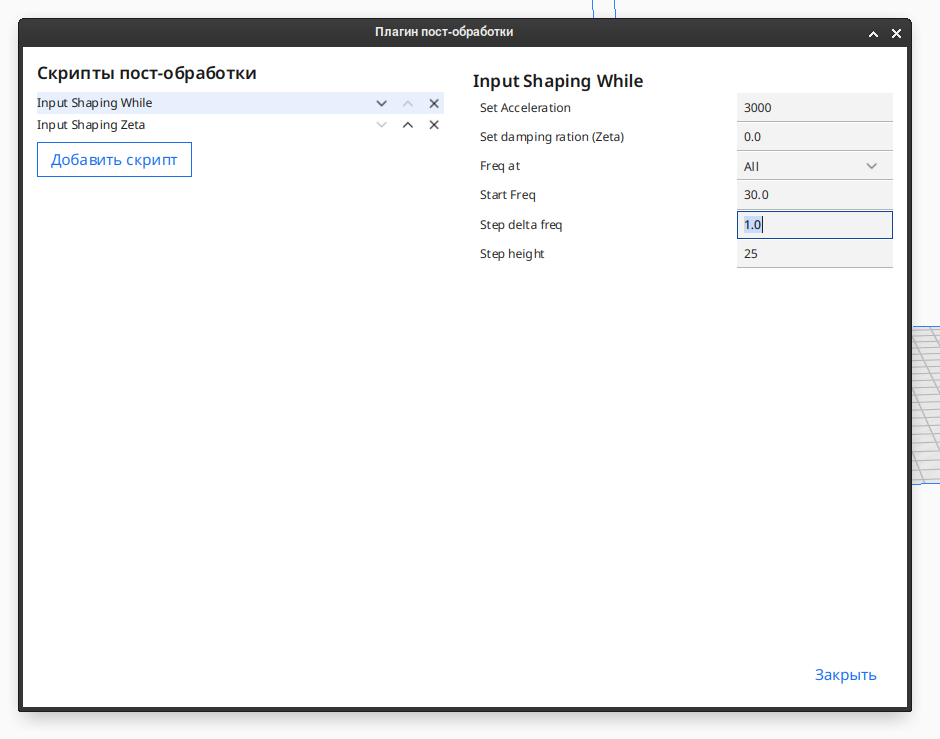 Плагин пост-обработки
Скрипты пост-обработки
Input Shaping While
Input Shaping Zeta
Добавить скрипт
Input Shaping While
Set Acceleration 3000
Set damping ration (Zeta) 0.0
Freq at All
Start Freq 30.0
Step delta freq 1.0
Step height 25
Закрыть